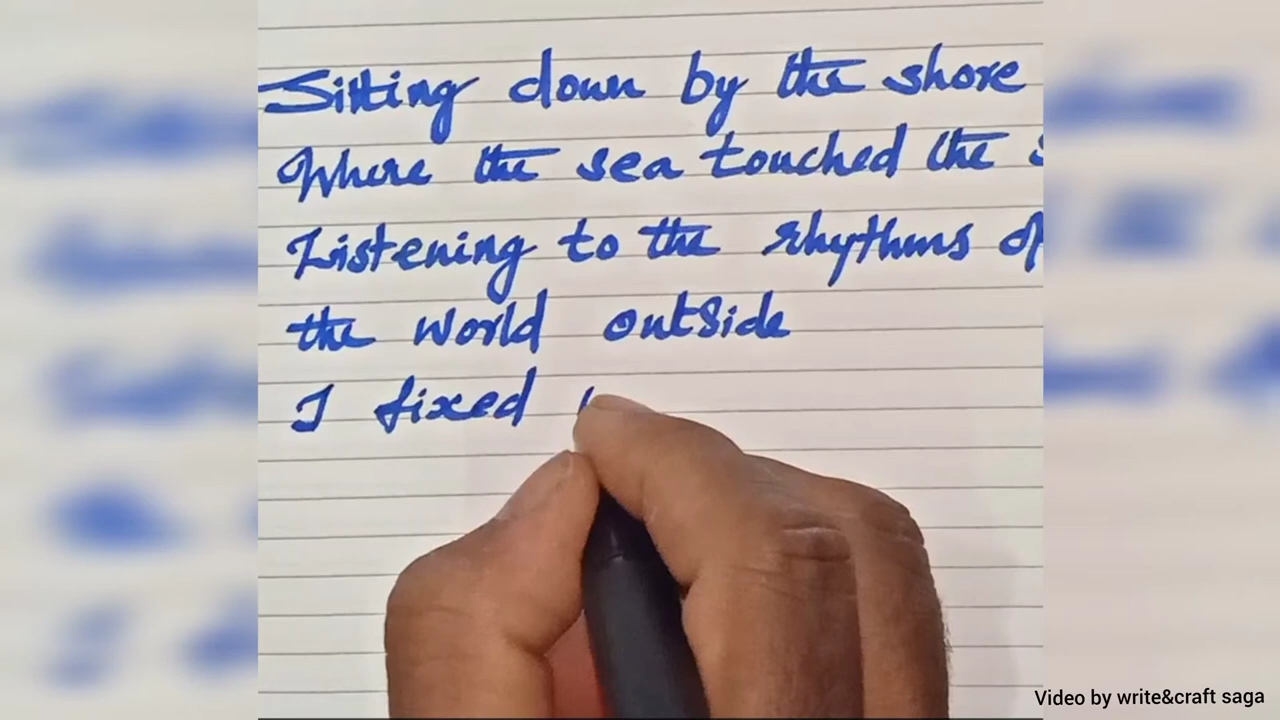 Sitting down by the shore
Where the sea touched the
Listening to the rhythms of
the world outside
I fixed
Video by write&craft saga